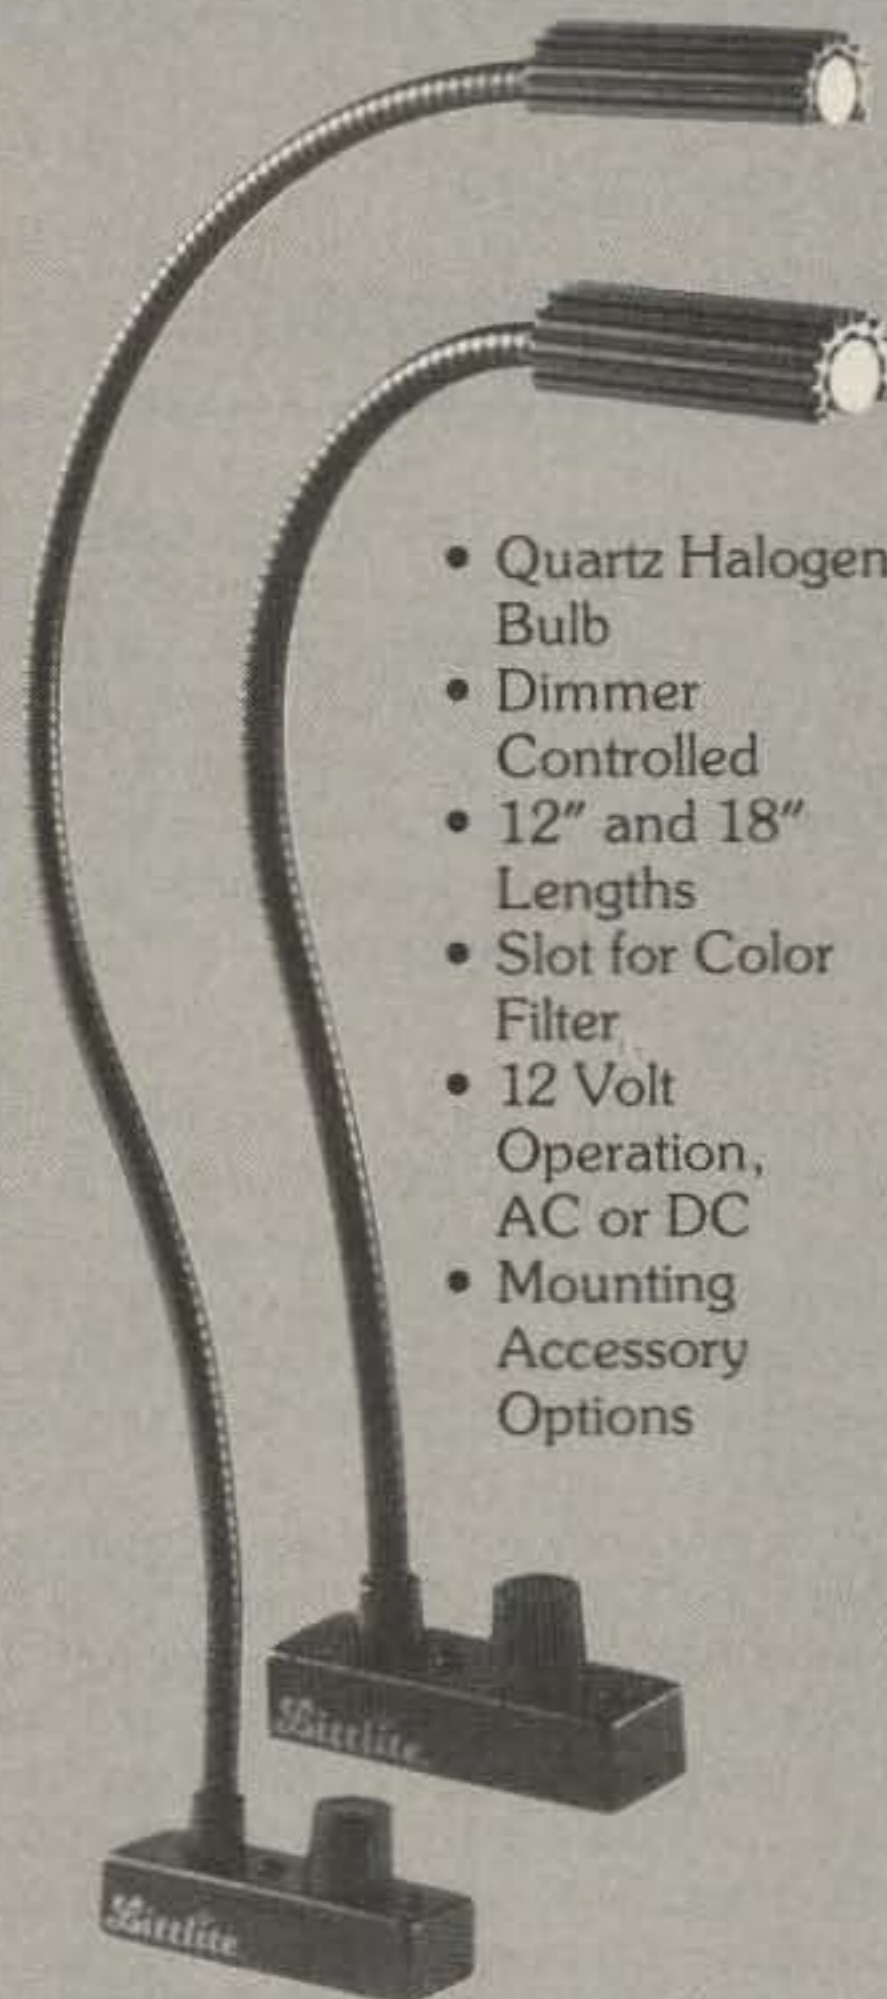 • Quartz Halogen
Bulb
• Dimmer
Controlled
• 12″ and 18″
Lengths
• Slot for Color
Filter
• 12 Volt
Operation,
AC or DC
• Mounting
Accessory
Options
Littlite
Littlite